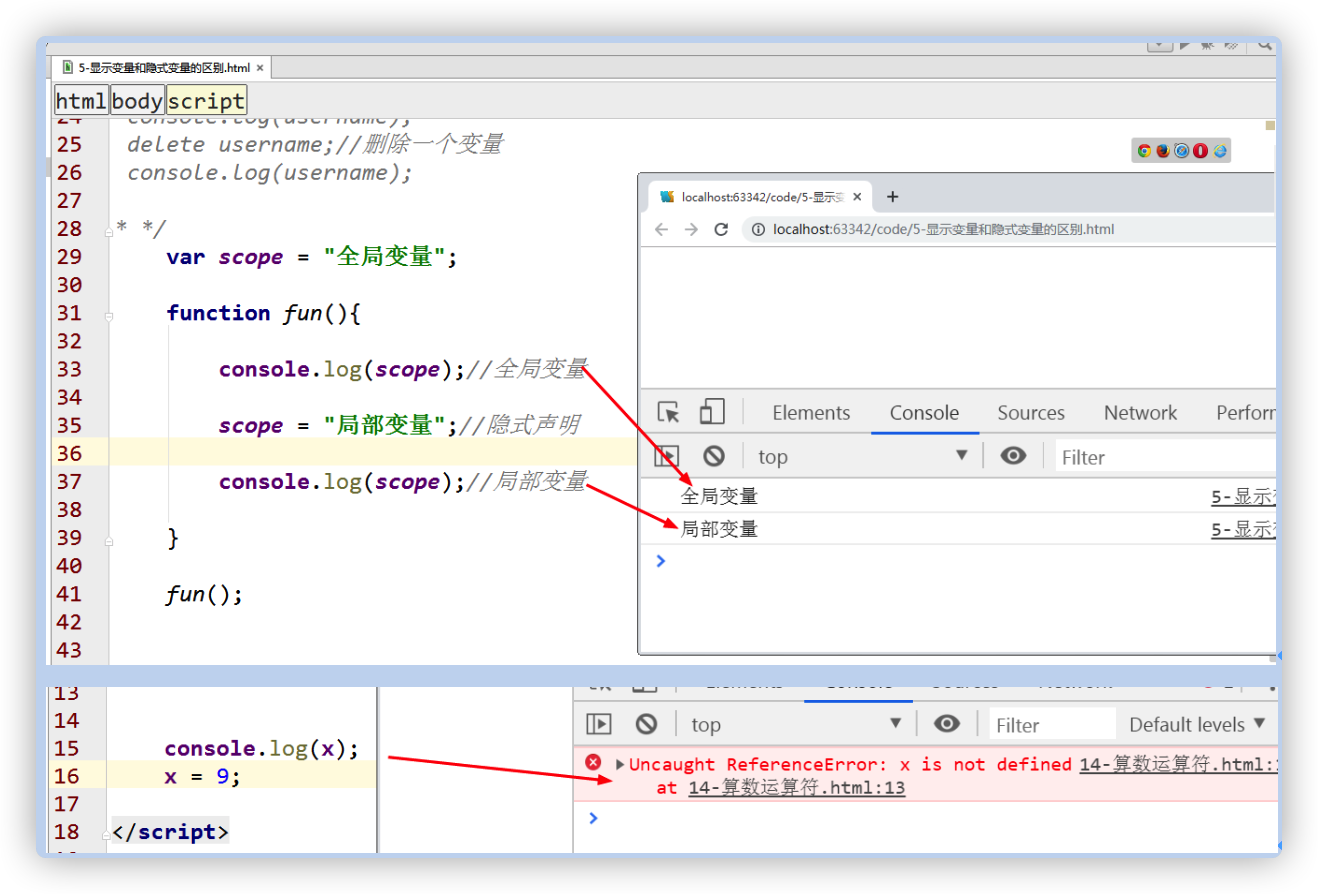 5-显示变量和隐式变量的区别.html ×
html body script
24 console.log(username);
25 delete username;//删除一个变量
26 console.log(username);
27
28 * */
29 var scope = "全局变量";
30
31 function fun(){
32
33 console.log(scope);//全局变量
34
35 scope = "局部变量";//隐式声明
36
37 console.log(scope);//局部变量
38
39 }
40
41 fun();
42
43
localhost:63342/code/5-显示 × +
localhost:63342/code/5-显示变量和隐式变量的区别.html
Elements Console Sources Network Perforr
top ▼ Filter
全局变量 5-显示
局部变量 5-显示
>
13
14
15 console.log(x);
16 x = 9;
17
18 </script>
Elements Console Sources Network
top ▼ Filter Default levels ▼
Uncaught ReferenceError: x is not defined 14-算数运算符.html:
at 14-算数运算符.html:13
>